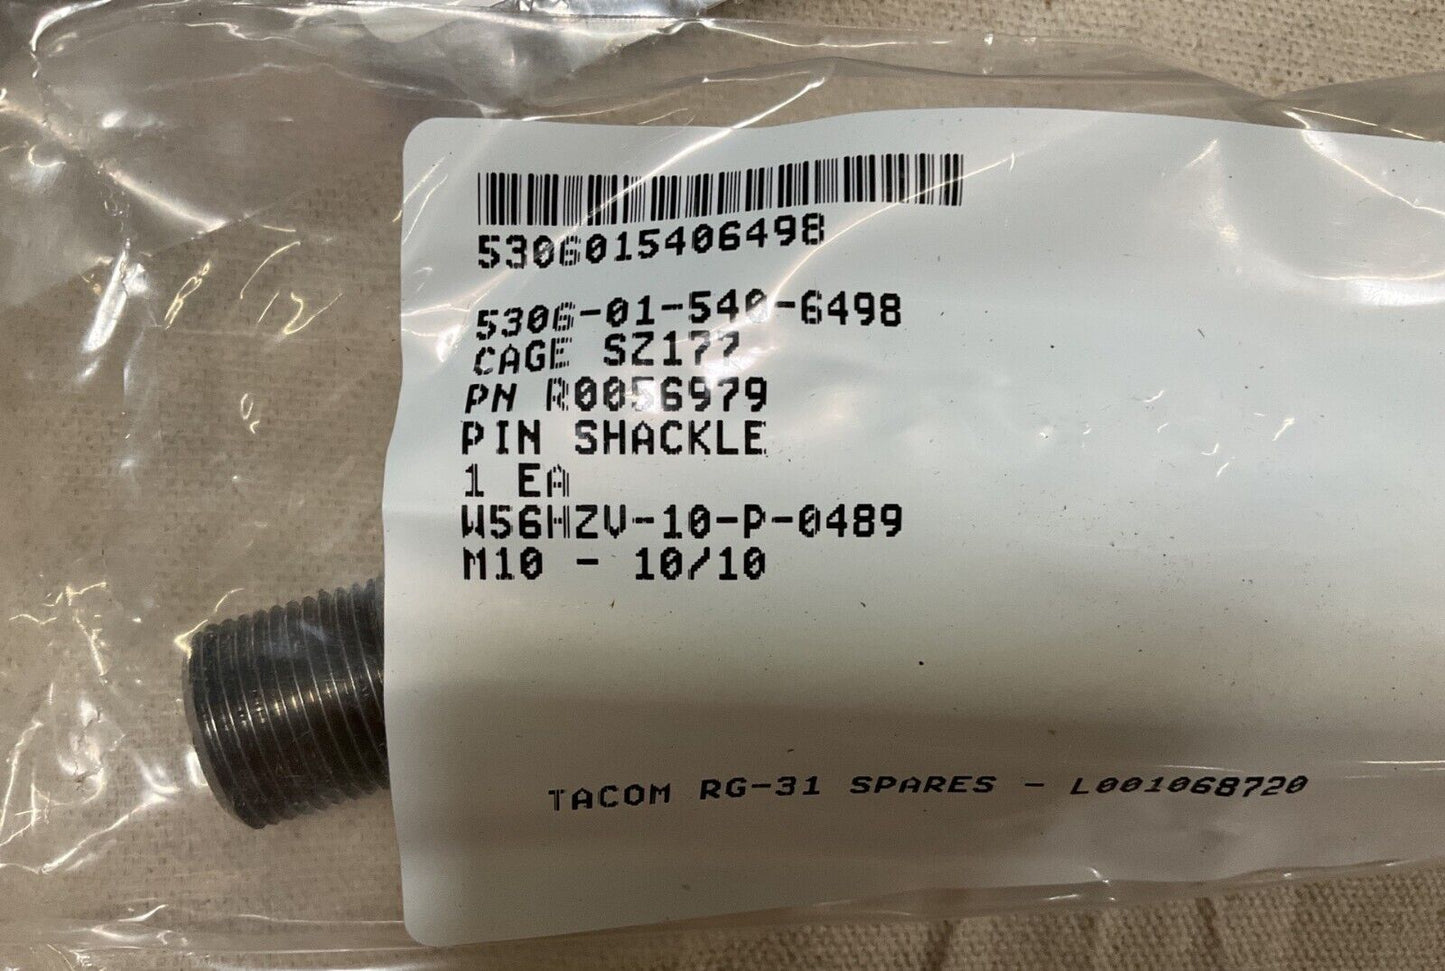 5306015406498
5306-01-540-6498
CAGE SZ177
PN R0056979
PIN SHACKLE
1 EA
W56HZV-10-P-0489
M10 - 10/10
TACOM RG-31 SPARES - L001068720